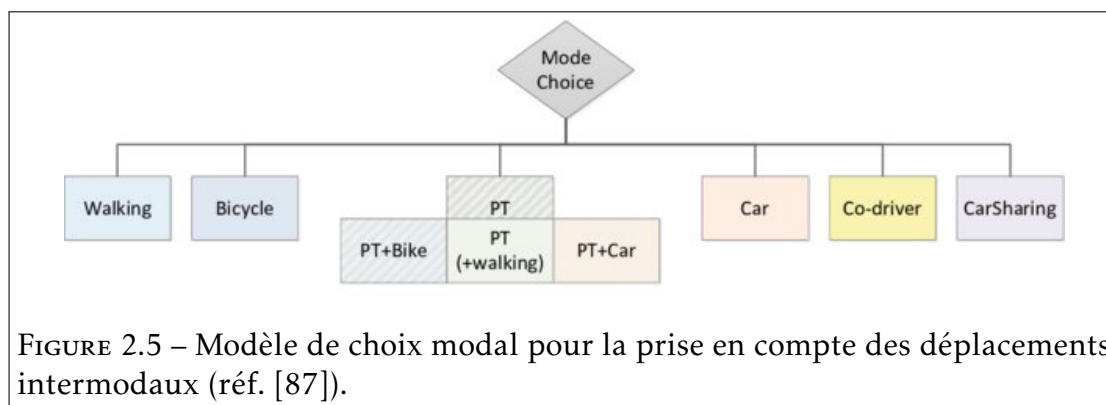 Mode
Choice
Walking
Bicycle
PT
Car
Co-driver
CarSharing
PT+Bike
PT
(+walking)
PT+Car
FIGURE 2.5 – Modèle de choix modal pour la prise en compte des déplacements
intermodaux (réf. [87]).